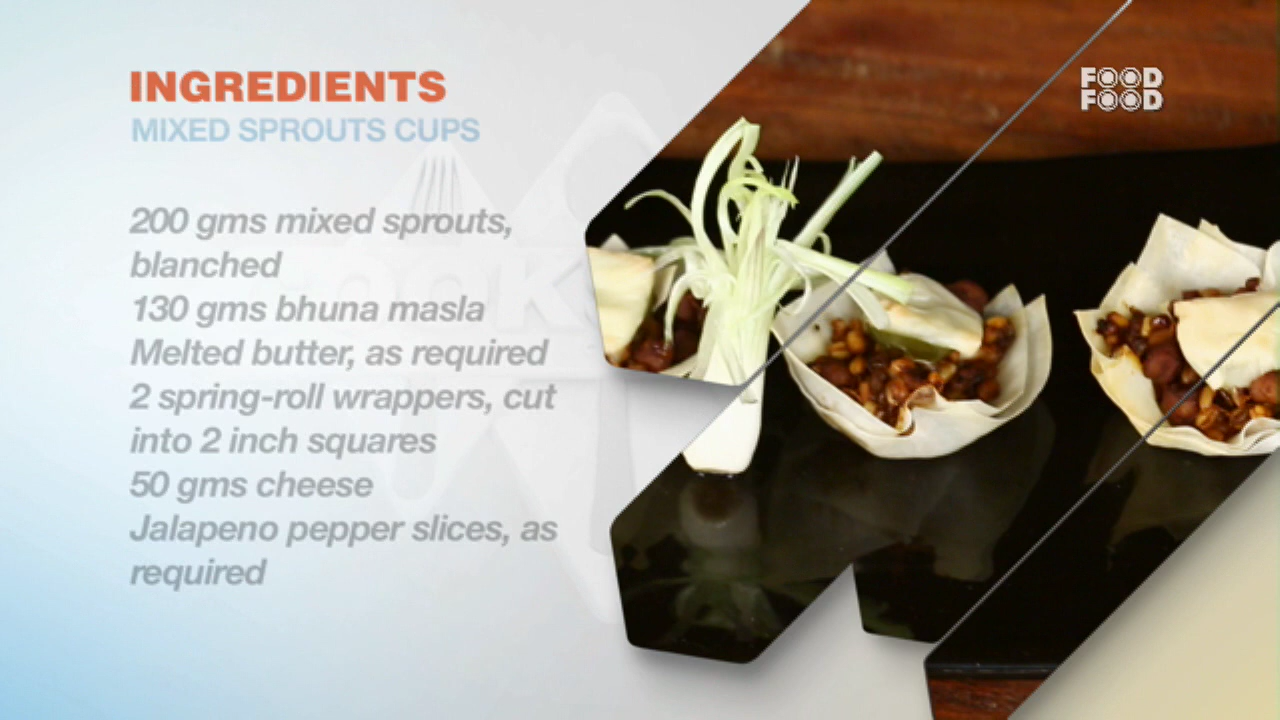 INGREDIENTS
MIXED SPROUTS CUPS
200 gms mixed sprouts,
blanched
130 gms bhuna masla
Melted butter, as required
2 spring-roll wrappers, cut
into 2 inch squares
50 gms cheese
Jalapeno pepper slices, as
required
FOOD
FOOD